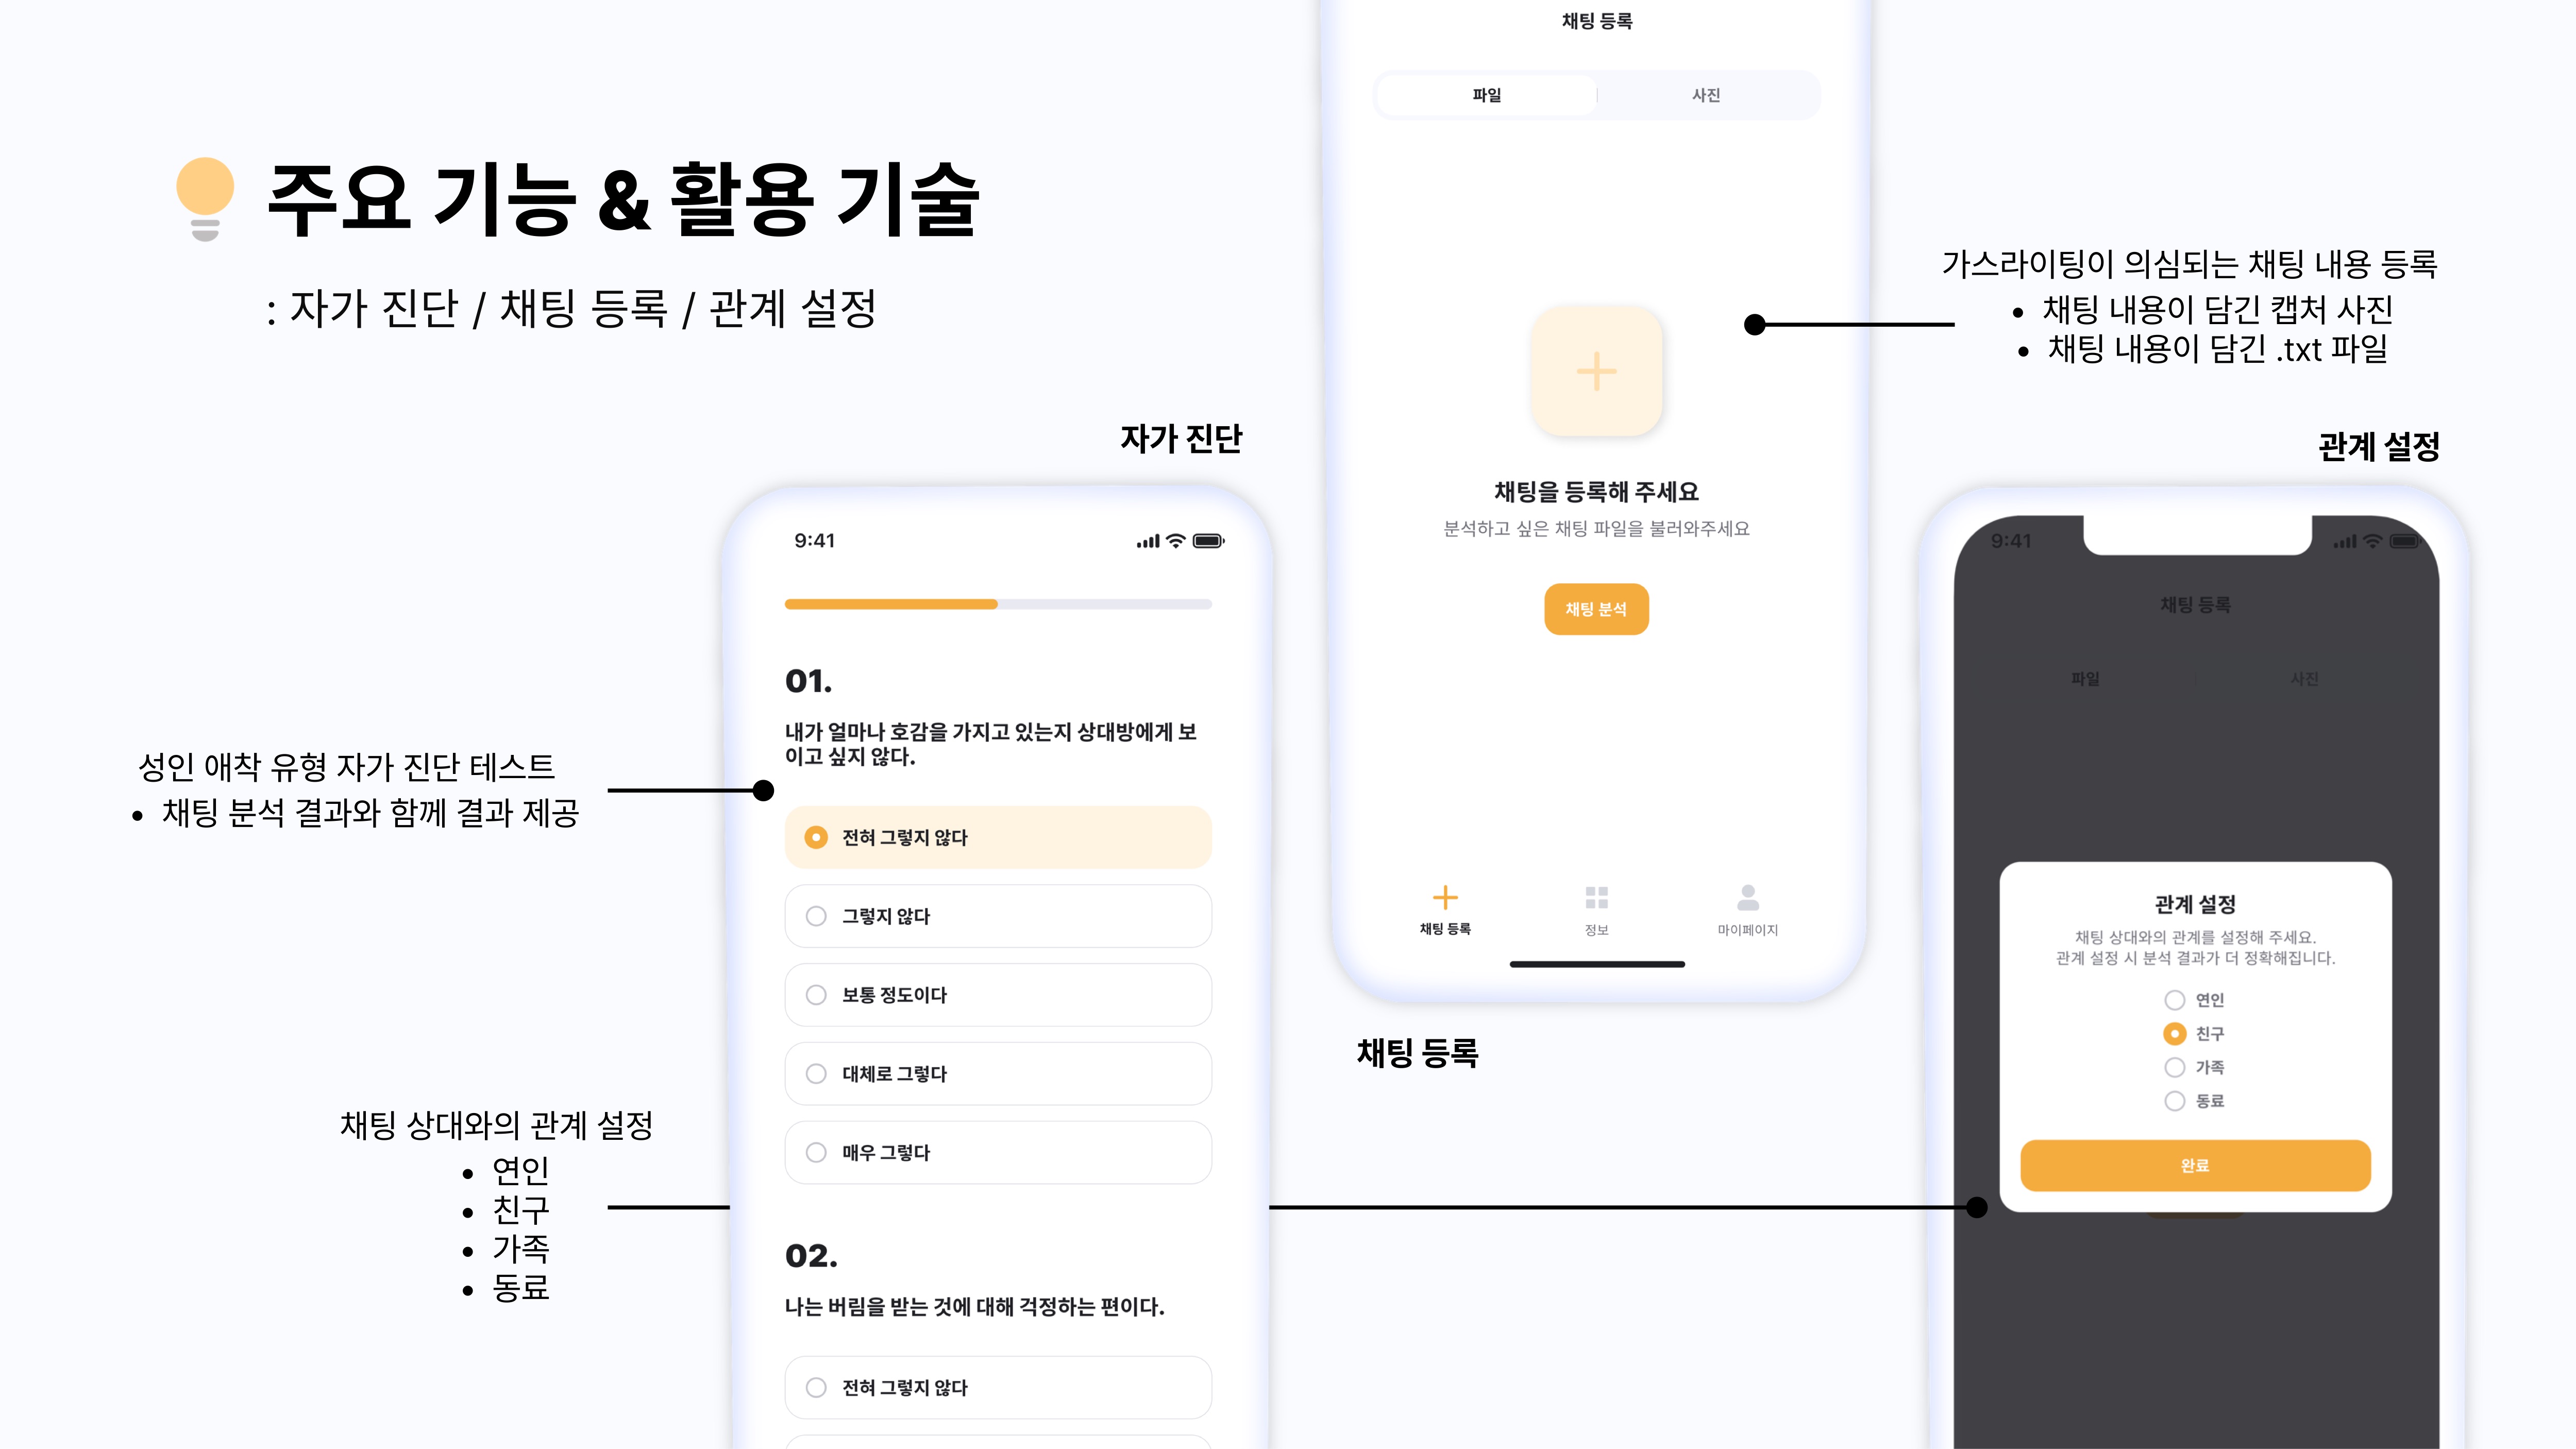 주요 기능 & 활용 기술
: 자가 진단 / 채팅 등록 / 관계 설정
성인 애착 유형 자가 진단 테스트
• 채팅 분석 결과와 함께 결과 제공
채팅 상대와의 관계 설정
• 연인
• 친구
• 가족
• 동료
자가 진단
9:41
01.
내가 얼마나 호감을 가지고 있는지 상대방에게 보
이고 싶지 않다.
전혀 그렇지 않다
그렇지 않다
보통 정도이다
대체로 그렇다
매우 그렇다
02.
나는 버림을 받는 것에 대해 걱정하는 편이다.
전혀 그렇지 않다
채팅 등록
파일
사진
채팅을 등록해 주세요
분석하고 싶은 채팅 파일을 불러와주세요
채팅 분석
채팅 등록
정보
마이페이지
채팅 등록
가스라이팅이 의심되는 채팅 내용 등록
• 채팅 내용이 담긴 캡처 사진
• 채팅 내용이 담긴 .txt 파일
관계 설정
9:41
채팅 등록
파일
사진
관계 설정
채팅 상대와의 관계를 설정해 주세요.
관계 설정 시 분석 결과가 더 정확해집니다.
연인
친구
가족
동료
완료